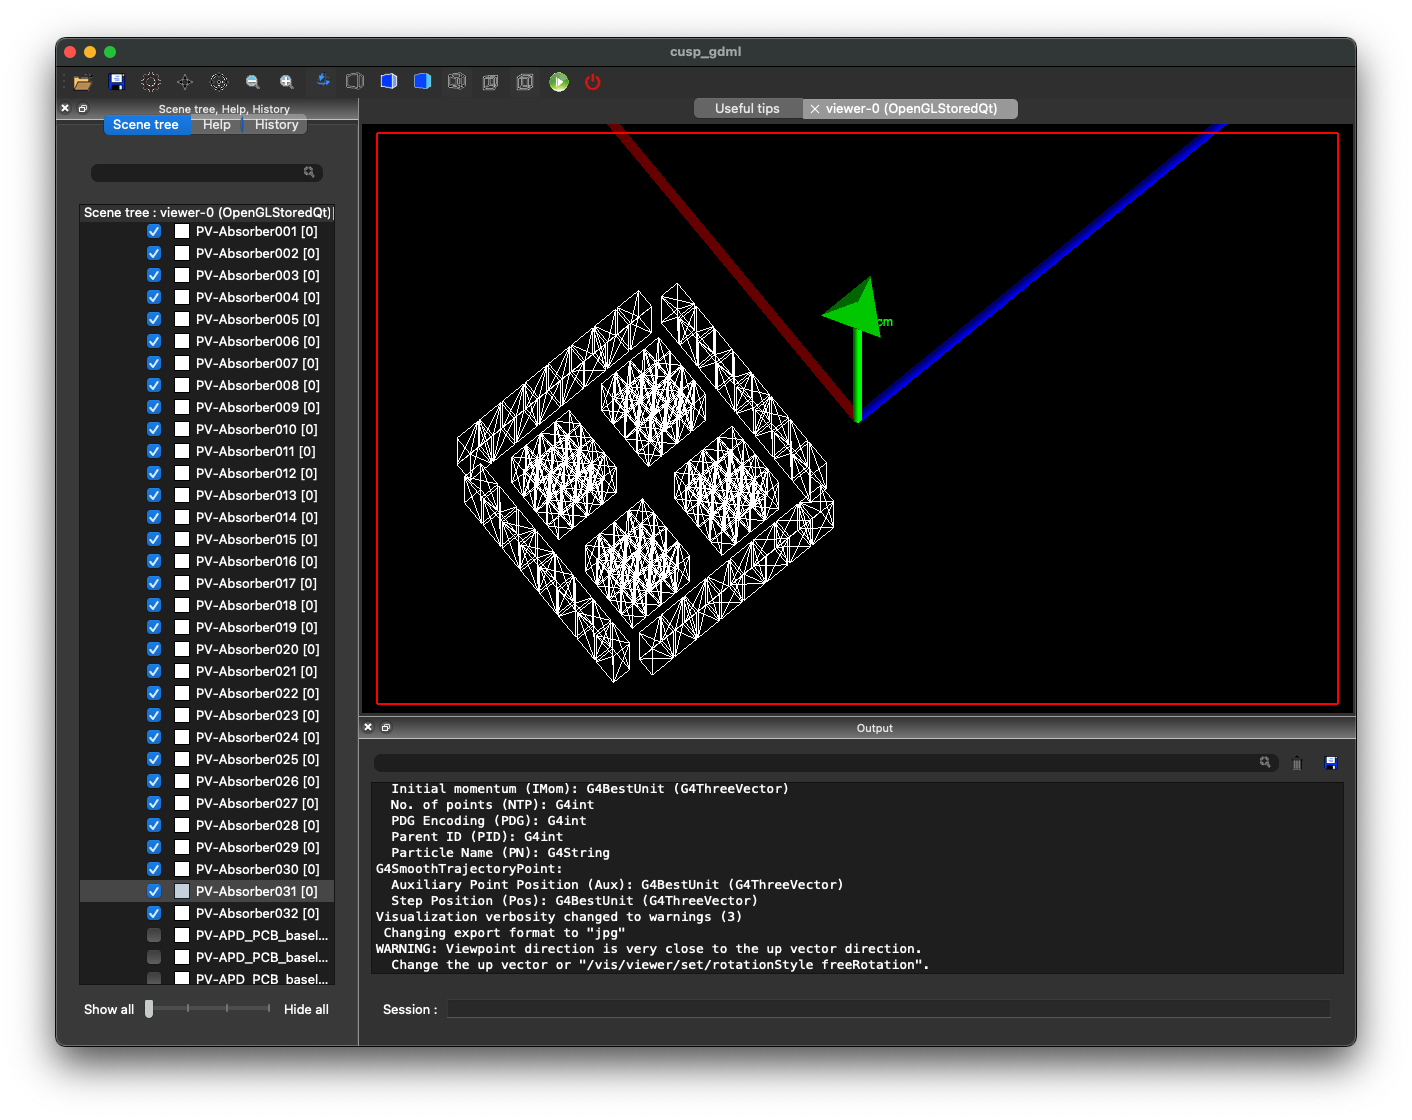 cusp_gdml
Scene tree, Help, History
Scene tree
Help
History
Useful tips
viewer-0 (OpenGLStoredQt)
Scene tree : viewer-0 (OpenGLStoredQt)
PV-Absorber001 [0]
PV-Absorber002 [0]
PV-Absorber003 [0]
PV-Absorber004 [0]
PV-Absorber005 [0]
PV-Absorber006 [0]
PV-Absorber007 [0]
PV-Absorber008 [0]
PV-Absorber009 [0]
PV-Absorber010 [0]
PV-Absorber011 [0]
PV-Absorber012 [0]
PV-Absorber013 [0]
PV-Absorber014 [0]
PV-Absorber015 [0]
PV-Absorber016 [0]
PV-Absorber017 [0]
PV-Absorber018 [0]
PV-Absorber019 [0]
PV-Absorber020 [0]
PV-Absorber021 [0]
PV-Absorber022 [0]
PV-Absorber023 [0]
PV-Absorber024 [0]
PV-Absorber025 [0]
PV-Absorber026 [0]
PV-Absorber027 [0]
PV-Absorber028 [0]
PV-Absorber029 [0]
PV-Absorber030 [0]
PV-Absorber031 [0]
PV-Absorber032 [0]
PV-APD_PCB_basel...
PV-APD_PCB_basel...
PV-APD_PCB_basel...
Show all
Hide all
cm
Output
Initial momentum (IMom): G4BestUnit (G4ThreeVector)
No. of points (NTP): G4int
PDG Encoding (PDG): G4int
Parent ID (PID): G4int
Particle Name (PN): G4String
G4SmoothTrajectoryPoint:
Auxiliary Point Position (Aux): G4BestUnit (G4ThreeVector)
Step Position (Pos): G4BestUnit (G4ThreeVector)
Visualization verbosity changed to warnings (3)
Changing export format to "jpg"
WARNING: Viewpoint direction is very close to the up vector direction.
Change the up vector or "/vis/viewer/set/rotationStyle freeRotation".
Session :